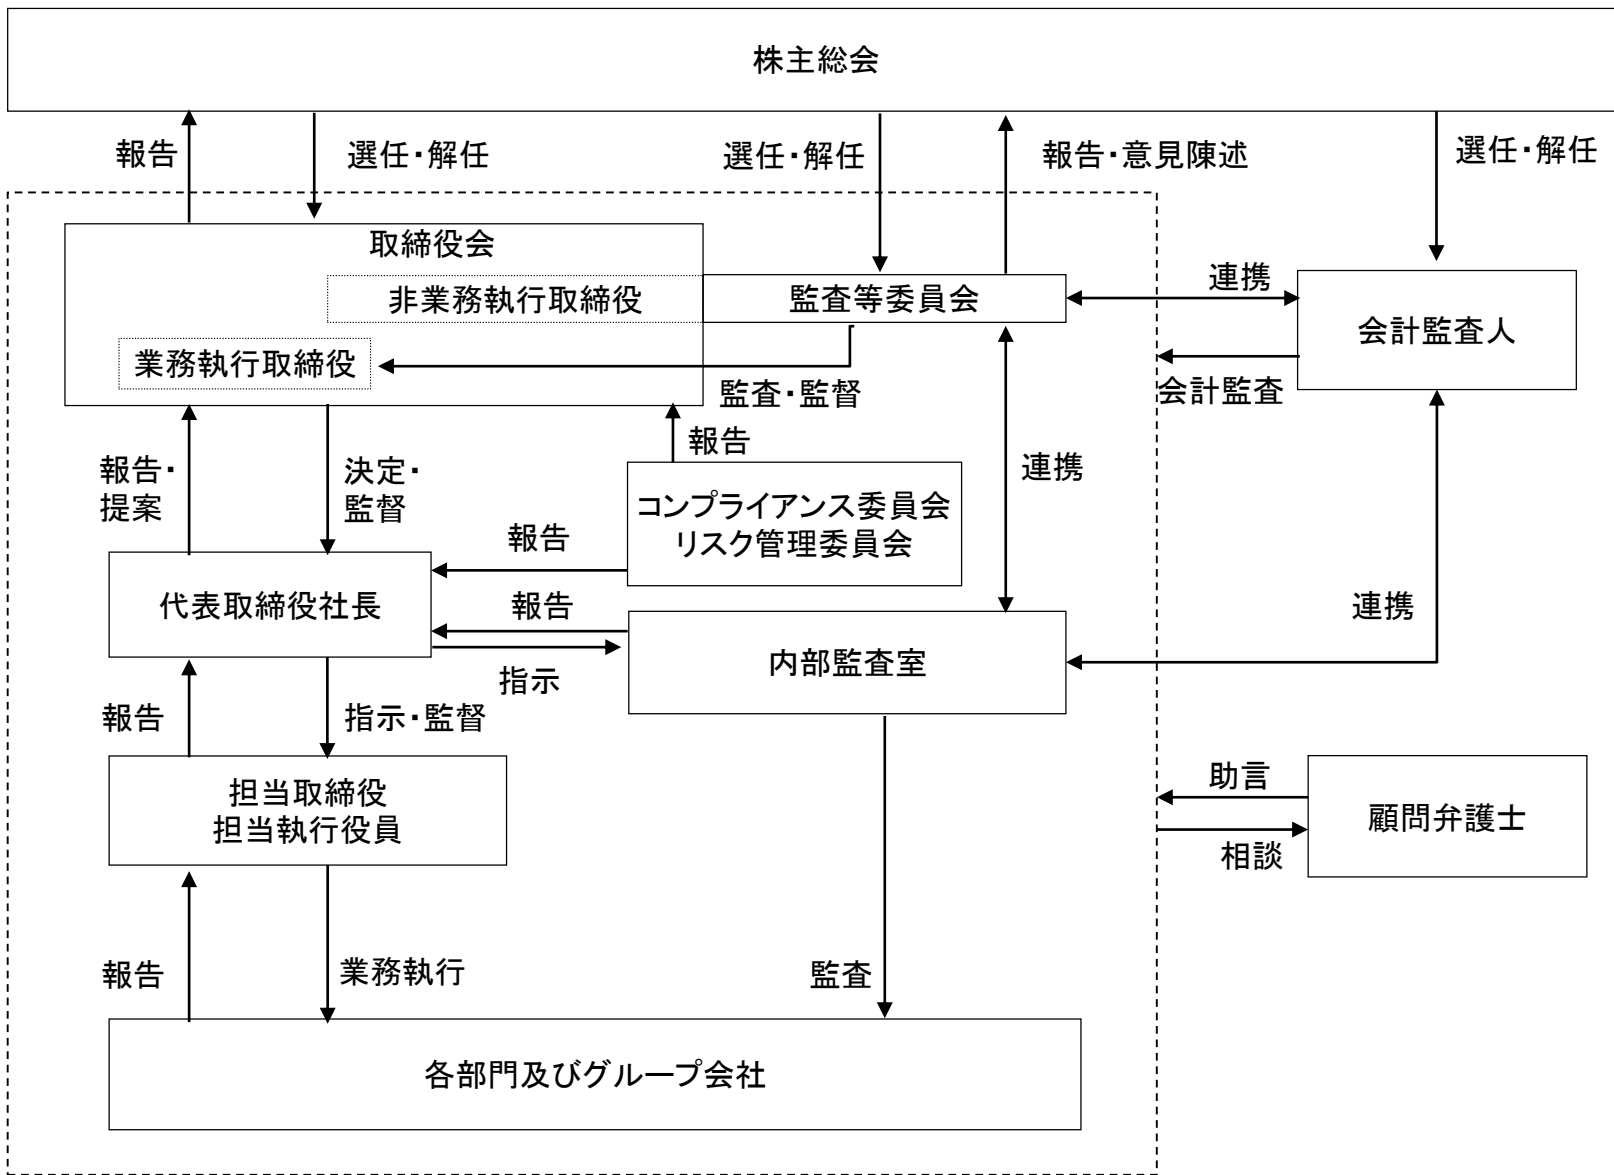 株主総会
報告
選任・解任
選任・解任
報告・意見陳述
選任・解任
取締役会
非業務執行取締役
監査等委員会
連携
会計監査人
業務執行取締役
監査・監督
会計監査
報告
報告・
提案
決定・
監督
連携
コンプライアンス委員会
リスク管理委員会
報告
代表取締役社長
報告
連携
内部監査室
指示
報告
指示・監督
担当取締役
担当執行役員
助言
顧問弁護士
相談
報告
業務執行
監査
各部門及びグループ会社